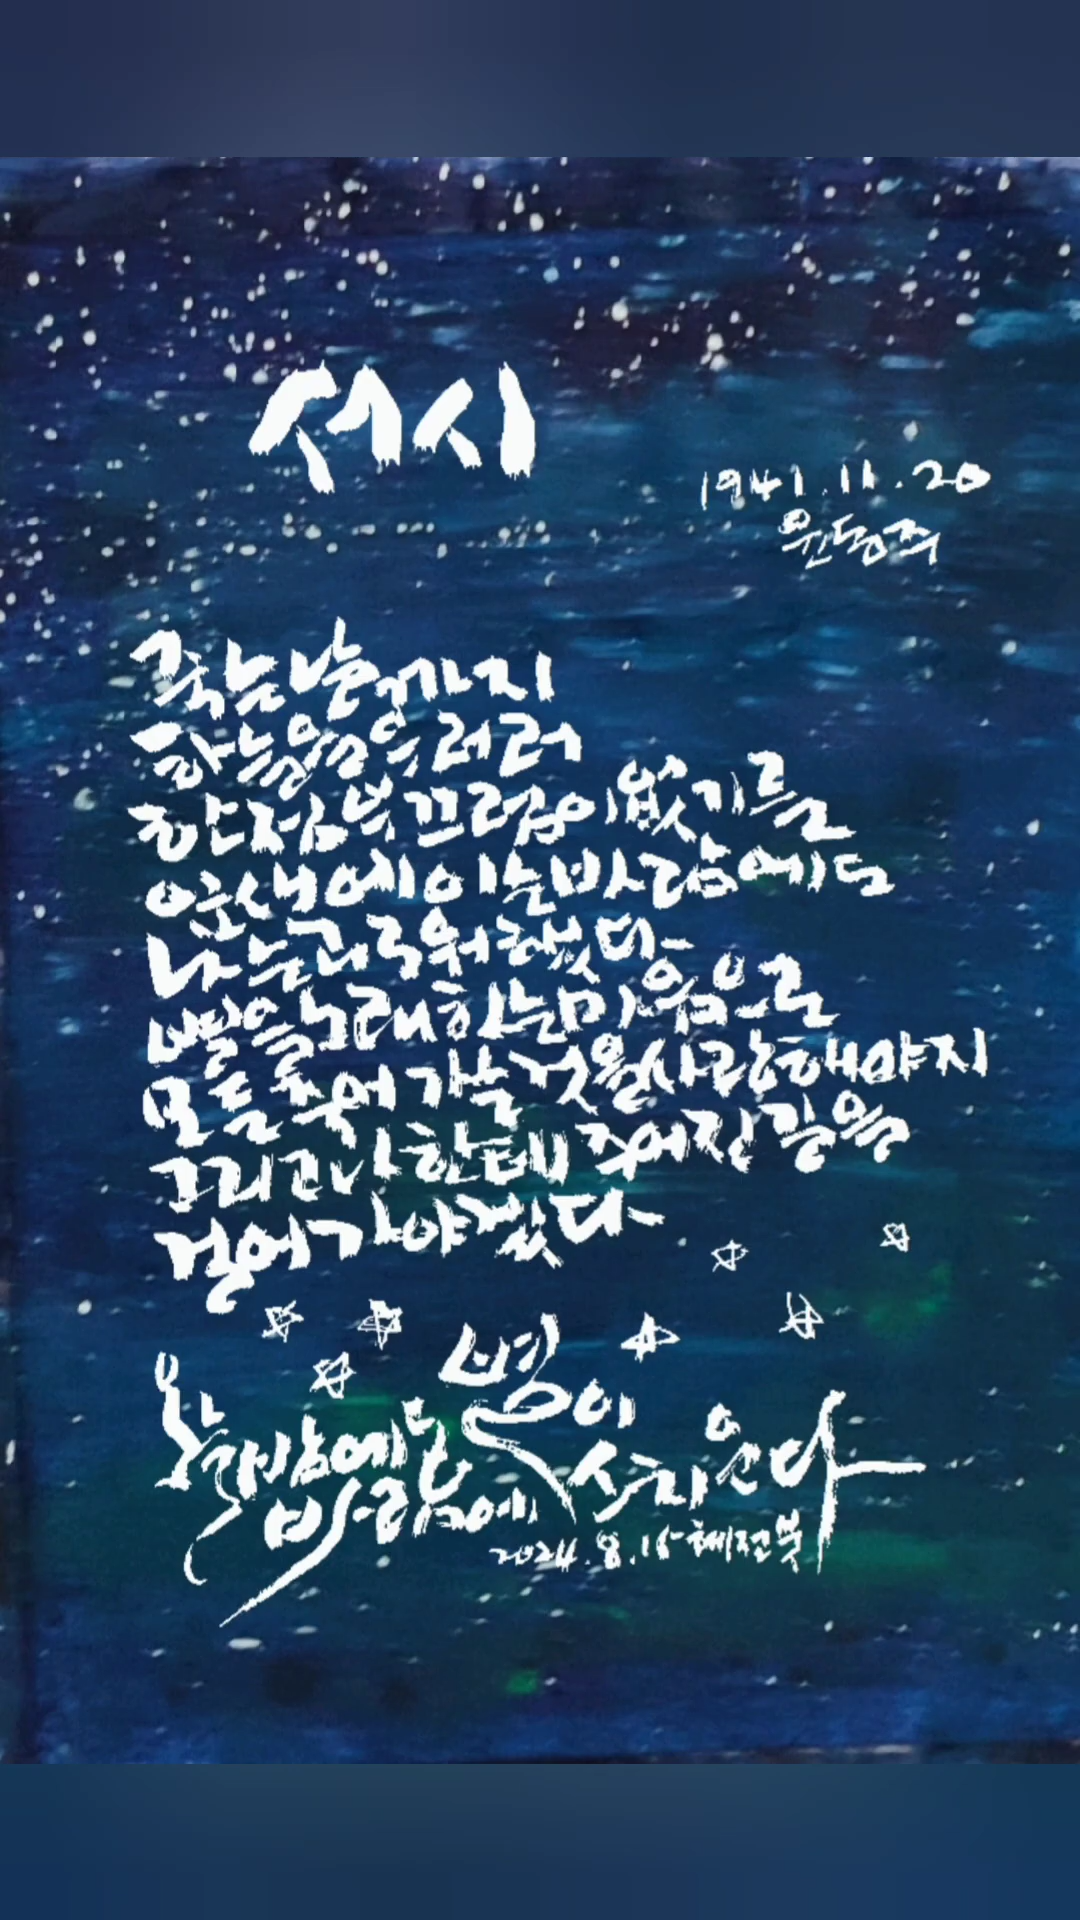 서시
1941.11.20
윤동주
죽는 날까지
하늘을 우러러
한 점 부끄럼이 없기를
잎새에 이는 바람에도
나는 괴로워했다
별을 노래하는 마음으로
모든 죽어가는 것을 사랑해야지
그리고 나한테 주어진 길을
걸어가야겠다
오늘 밤에도 별이
바람에 스치운다
2024.8.15 혜전